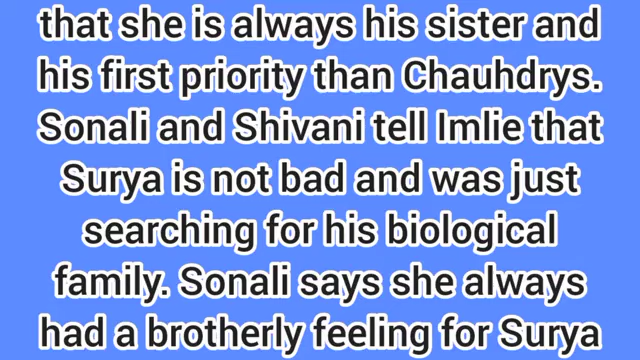 that she is always his sister and
his first priority than Chauhdrys.
Sonali and Shivani tell Imlie that
Surya is not bad and was just
searching for his biological
family. Sonali says she always
had a brotherly feeling for Surya